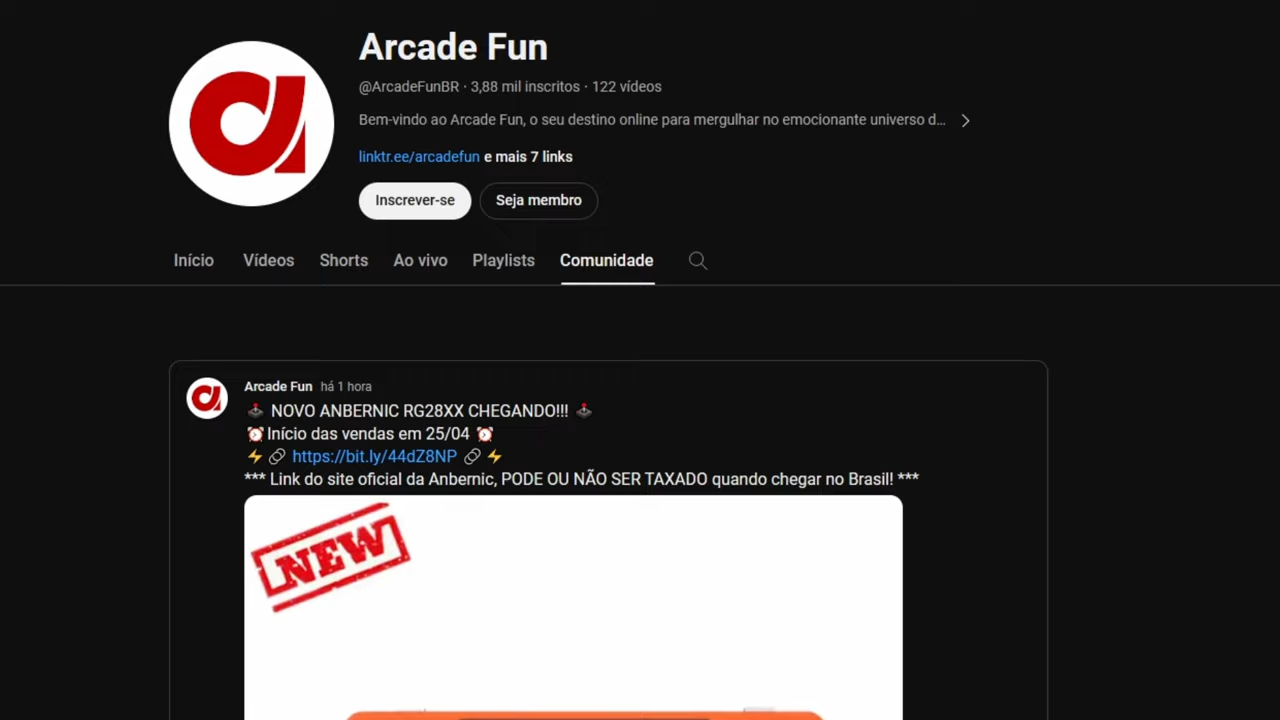 Arcade Fun
@ArcadeFunBR · 3,88 mil inscritos · 122 vídeos
Bem-vindo ao Arcade Fun, o seu destino online para mergulhar no emocionante universo d...
linktr.ee/arcadefun e mais 7 links
Inscrever-se Seja membro
Início Vídeos Shorts Ao vivo Playlists Comunidade
Arcade Fun há 1 hora
🕹️ NOVO ANBERNIC RG28XX CHEGANDO!!! 🕹️
⏰Início das vendas em 25/04 ⏰
⚡ 🔗 https://bit.ly/44dZ8NP 🔗 ⚡
*** Link do site oficial da Anbernic, PODE OU NÃO SER TAXADO quando chegar no Brasil! ***
NEW